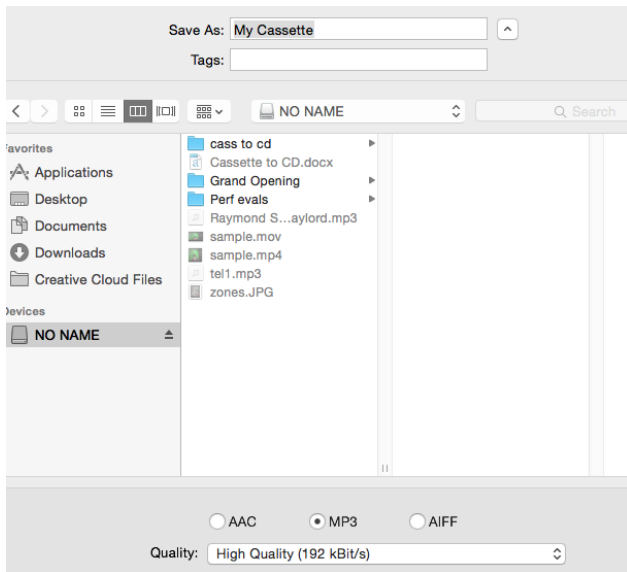 Save As: My Cassette
Tags:
NO NAME
Search
Favorites
Applications
Desktop
Documents
Downloads
Creative Cloud Files
Devices
NO NAME
cass to cd
Cassette to CD.docx
Grand Opening
Perf evals
Raymond S...aylord.mp3
sample.mov
sample.mp4
tel1.mp3
zones.JPG
AAC MP3 AIFF
Quality: High Quality (192 kBit/s)